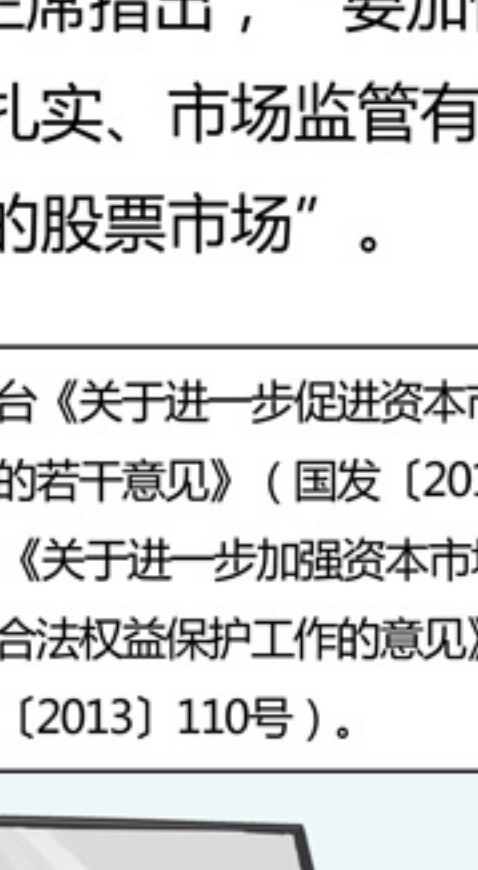 主席指出，“要加
扎实、市场监管有
的股票市场”。
台《关于进一步促进资本市
的若干意见》（国发〔201
《关于进一步加强资本市场
合法权益保护工作的意见》
〔2013〕110号）。